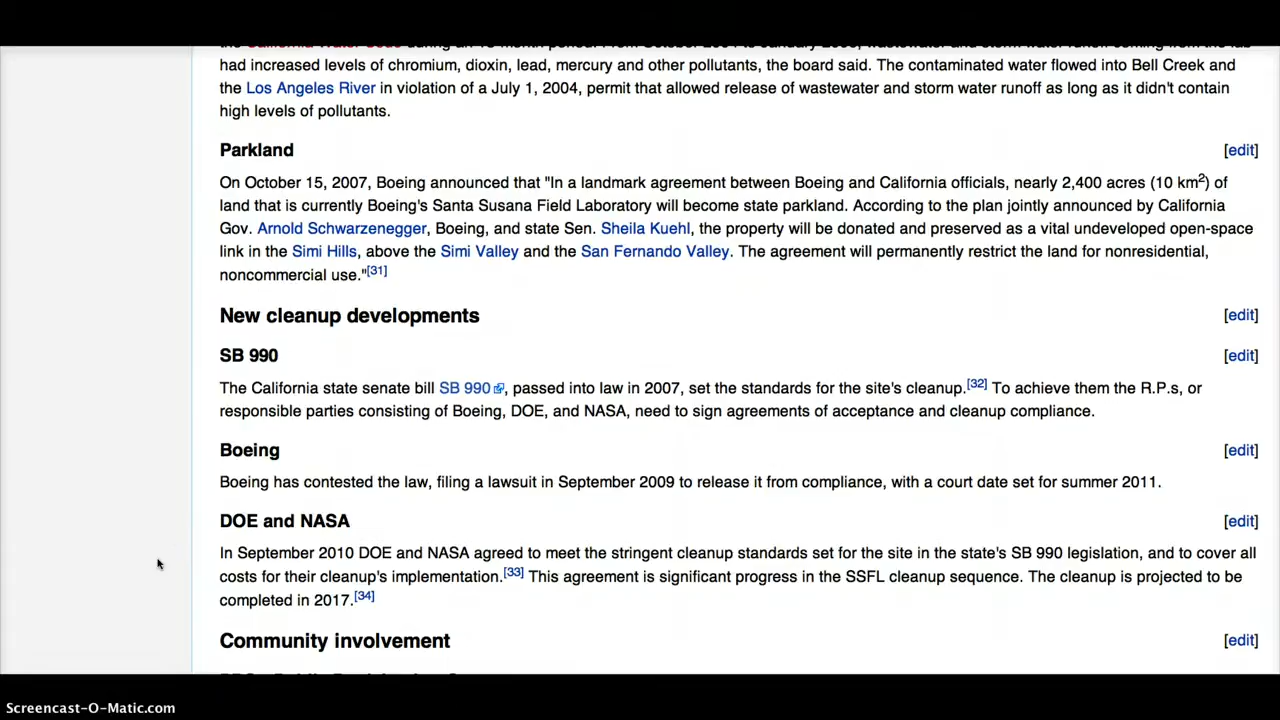 had increased levels of chromium, dioxin, lead, mercury and other pollutants, the board said. The contaminated water flowed into Bell Creek and
the Los Angeles River in violation of a July 1, 2004, permit that allowed release of wastewater and storm water runoff as long as it didn't contain
high levels of pollutants.
Parkland [edit]
On October 15, 2007, Boeing announced that "In a landmark agreement between Boeing and California officials, nearly 2,400 acres (10 km²) of
land that is currently Boeing's Santa Susana Field Laboratory will become state parkland. According to the plan jointly announced by California
Gov. Arnold Schwarzenegger, Boeing, and state Sen. Sheila Kuehl, the property will be donated and preserved as a vital undeveloped open-space
link in the Simi Hills, above the Simi Valley and the San Fernando Valley. The agreement will permanently restrict the land for nonresidential,
noncommercial use."[31]
New cleanup developments [edit]
SB 990 [edit]
The California state senate bill SB 990, passed into law in 2007, set the standards for the site's cleanup.[32] To achieve them the R.P.s, or
responsible parties consisting of Boeing, DOE, and NASA, need to sign agreements of acceptance and cleanup compliance.
Boeing [edit]
Boeing has contested the law, filing a lawsuit in September 2009 to release it from compliance, with a court date set for summer 2011.
DOE and NASA [edit]
In September 2010 DOE and NASA agreed to meet the stringent cleanup standards set for the site in the state's SB 990 legislation, and to cover all
costs for their cleanup's implementation.[33] This agreement is significant progress in the SSFL cleanup sequence. The cleanup is projected to be
completed in 2017.[34]
Community involvement [edit]
Screencast-O-Matic.com